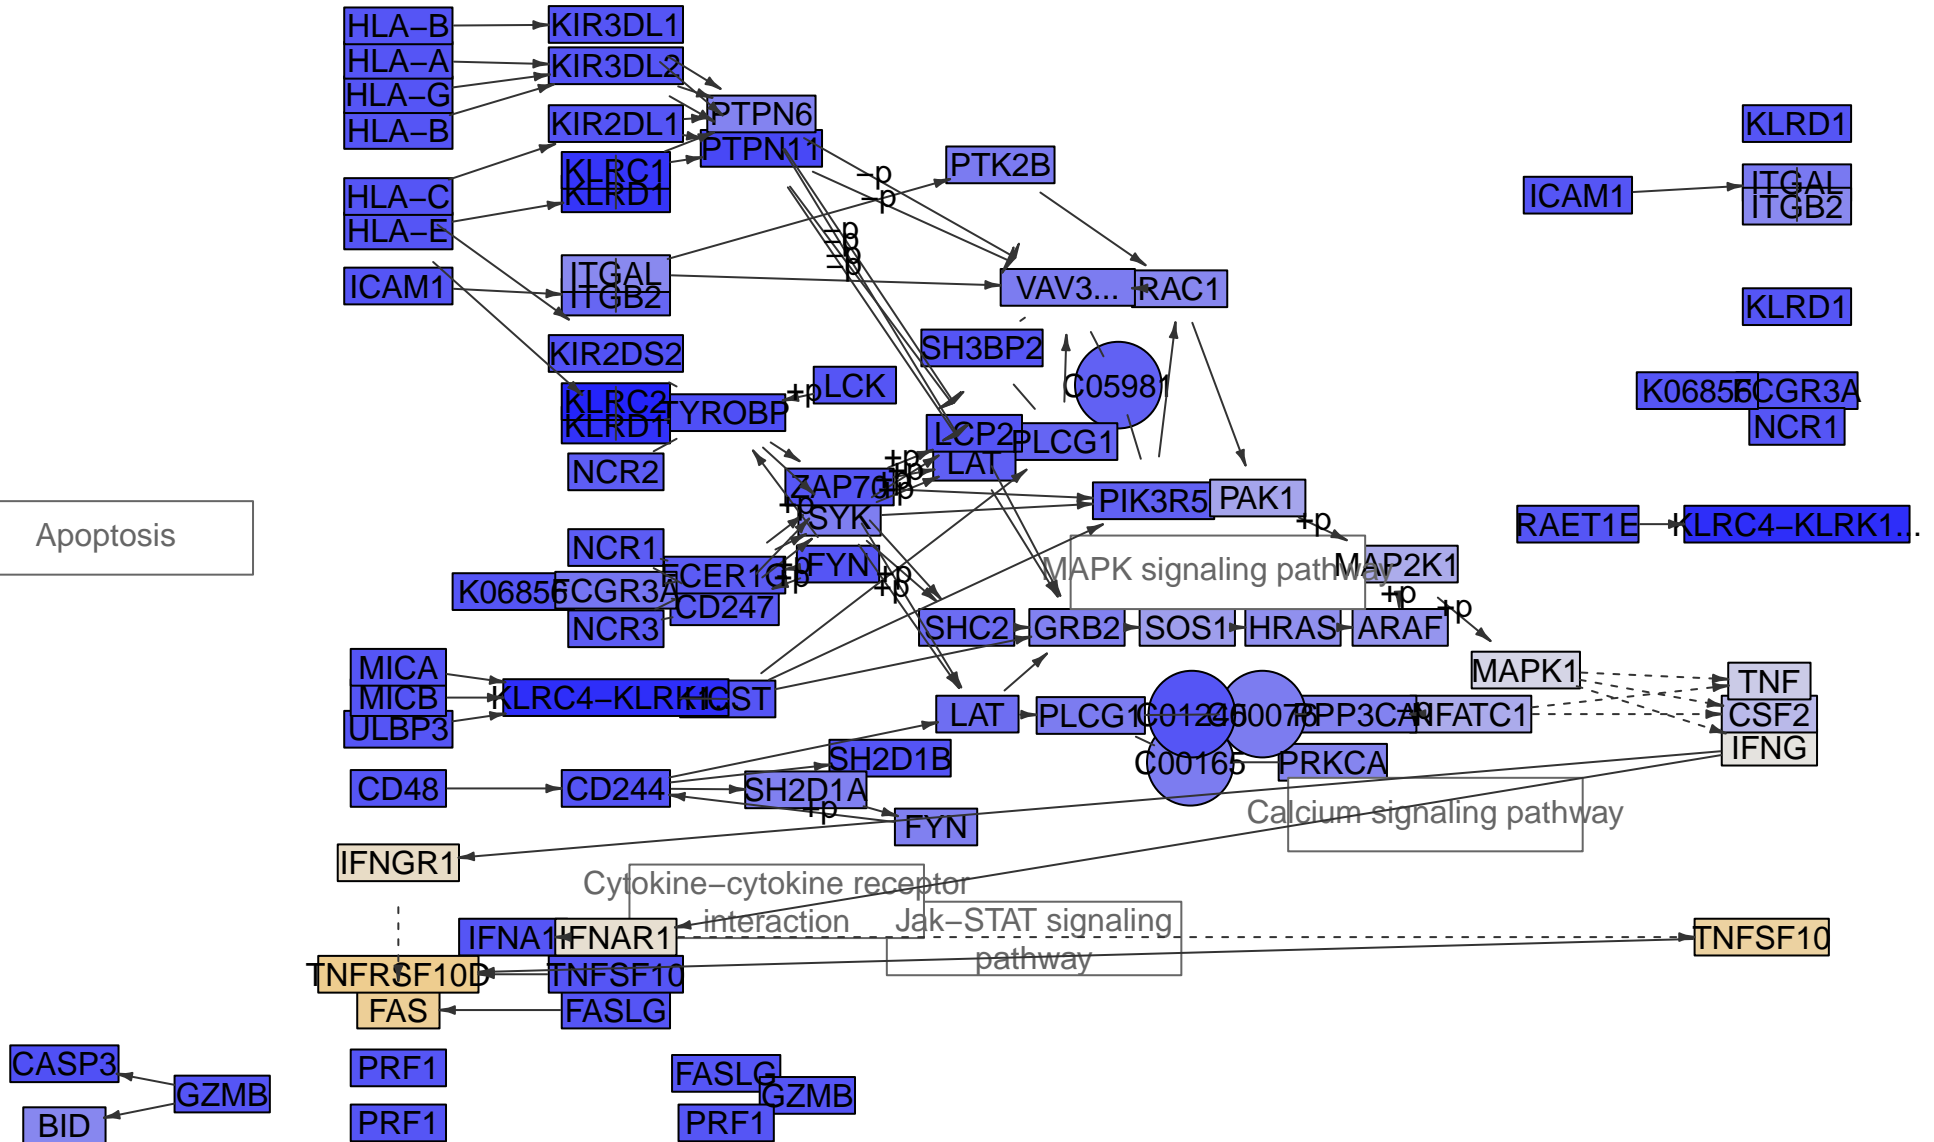 HLA−B
KIR3DL1
HLA−A
KIR3DL2
HLA−G
HLA−B
PTPN6
KIR2DL1
KLRD1
PTPN11
PTK2B
−p
KLRC1
KLRD1
ITGAL
ITGB2
ICAM1
HLA−C
−p
HLA−E
−p
−p
−p
−p
ITGAL
ITGB2
ICAM1
VAV3...
RAC1
KLRD1
SH3BP2
KIR2DS2
C05981
LCK
+p
K06856
FCGR3A
KLRC2
KLRD1
TYROBP
NCR1
LCP2
PLCG1
LAT
+p
+p
+p
NCR2
ZAP70
PIK3R5
PAK1
+p
SYK
+p
RAET1E
KLRC4−KLRK1...
Apoptosis
NCR1
FYN
FCER1G
+p
+p
+p
+p
MAPK signaling pathway
MAP2K1
K06856
FCGR3A
CD247
+p
+p
NCR3
SHC2
GRB2
SOS1
HRAS
ARAF
MICA
MICB
ULBP3
KLRC4−KLRK1...
HCST
MAPK1
TNF
LAT
PLCG1
C01245
C00076
PPP3CA
−p
NFATC1
CSF2
IFNG
C00165
PRKCA
SH2D1B
CD48
CD244
SH2D1A
+p
FYN
Calcium signaling pathway
IFNGR1
Cytokine−cytokine receptor
interaction
Jak−STAT signaling
pathway
IFNA1
IFNAR1
TNFSF10
TNFRSF10D
TNFSF10
FAS
FASLG
CASP3
PRF1
FASLG
GZMB
GZMB
BID
PRF1
PRF1